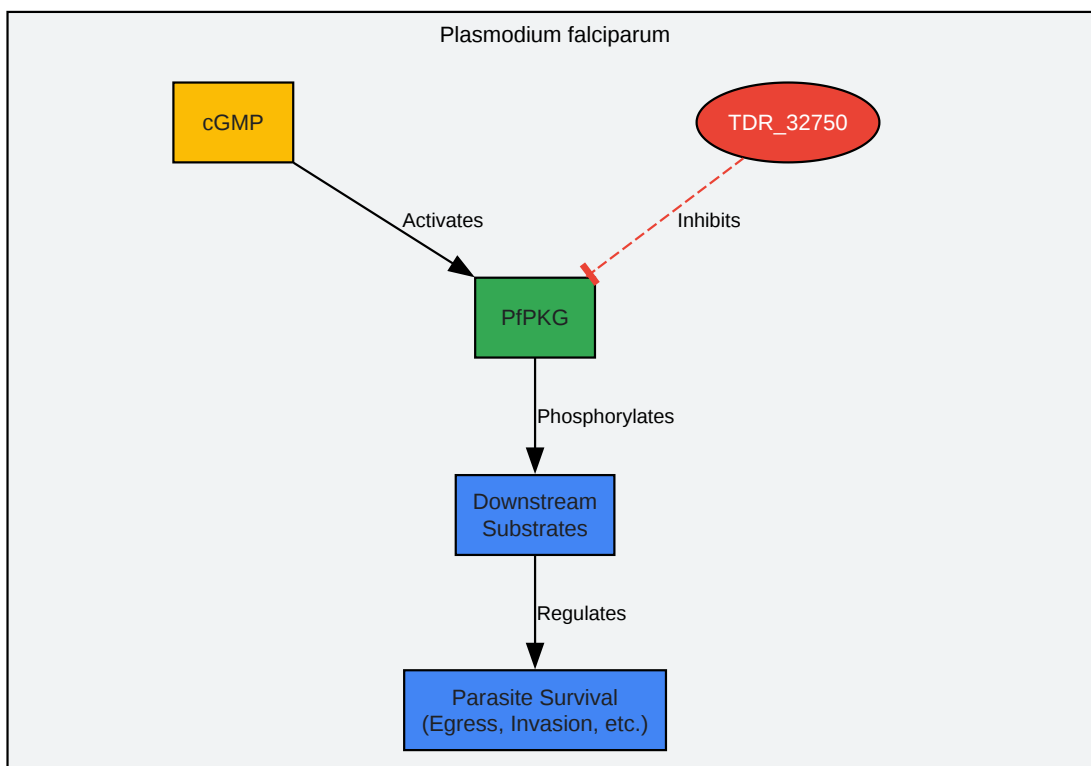 Plasmodium falciparum
cGMP
TDR_32750
Activates
Inhibits
PfPKG
Phosphorylates
Downstream
Substrates
Regulates
Parasite Survival
(Egress, Invasion, etc.)